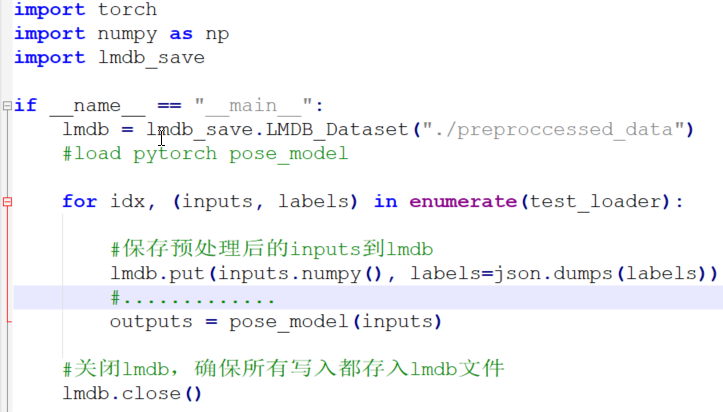 import torch
import numpy as np
import lmdb_save
if __name__ == "__main__":
lmdb = lmdb_save.LMDB_Dataset("./preproccessed_data")
#load pytorch pose_model
for idx, (inputs, labels) in enumerate(test_loader):
#保存预处理后的inputs到lmdb
lmdb.put(inputs.numpy(), labels=json.dumps(labels))
#.............
outputs = pose_model(inputs)
#关闭lmdb，确保所有写入都存入lmdb文件
lmdb.close()